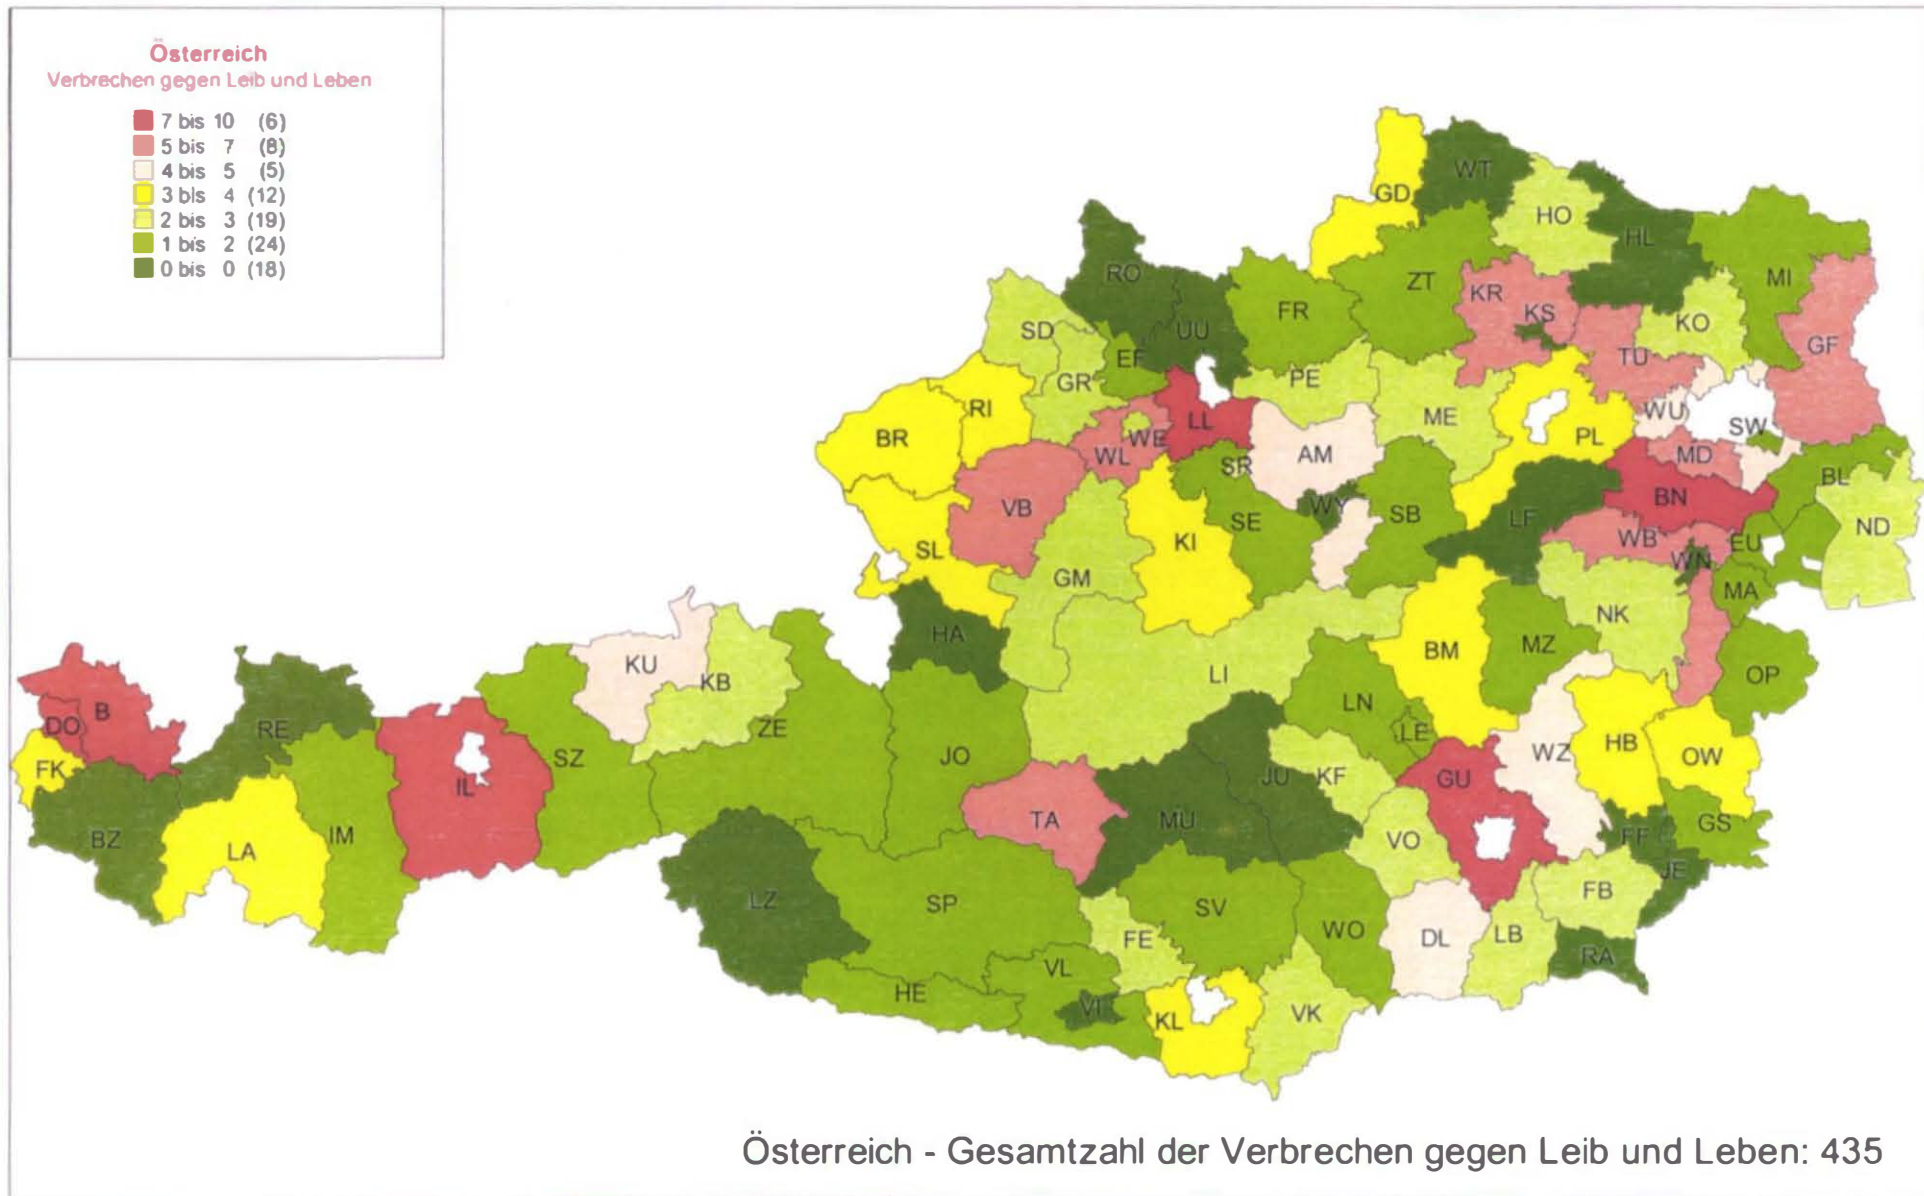 Österreich
Verbrechen gegen Leib und Leben
7 bis 10 (6)
5 bis 7 (8)
4 bis 5 (5)
3 bis 4 (12)
2 bis 3 (19)
1 bis 2 (24)
0 bis 0 (18)
WT
GD
HO
HL
RO
ZT
MI
KR
FR
KS
KO
SD
UU
EF
TU
GF
GR
PE
RI
WU
ME
LL
SW
BR
WE
PL
WL
AM
MD
SR
BL
BN
VB
WY
SB
LF
SE
ND
WB
KI
EU
SL
WN
GM
MA
NK
HA
MZ
BM
KU
LI
OP
KB
LN
B
DO
RE
ZE
LE
HB
WZ
JO
OW
SZ
FK
JU
KF
GU
IL
TA
MU
GS
IM
BZ
FF
VO
LA
JE
FB
LZ
SP
SV
WO
LB
DL
FE
RA
VL
HE
VI
VK
KL
Österreich - Gesamtzahl der Verbrechen gegen Leib und Leben: 435